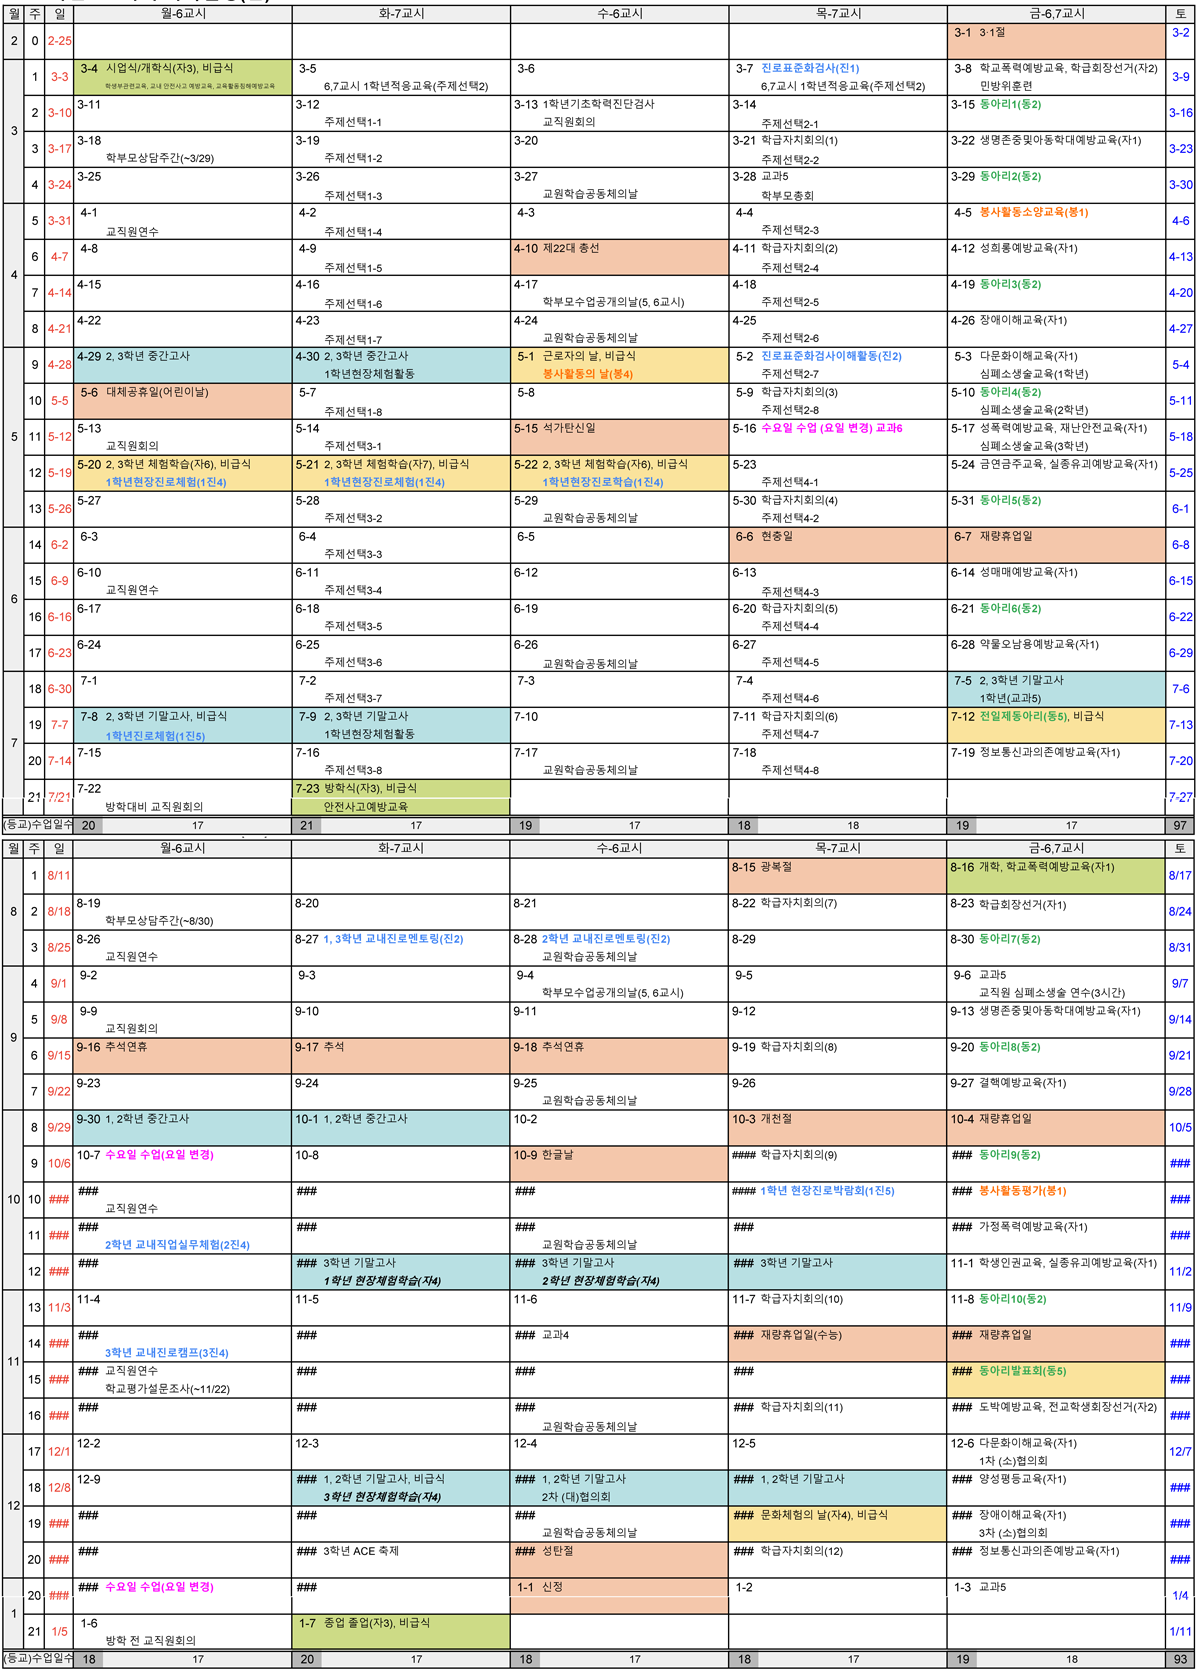 월 주 일 월-6교시 화-7교시 수-6교시 목-7교시 금-6,7교시 토
2 0 2-25 3-1 3·1절 3-2
3
1 3-3 3-4 시업식/개학식(자3), 비급식 3-5 3-6 3-7 진로표준화검사(진1) 3-8 학교폭력예방교육, 학급회장선거(자2) 3-9
학생부관련교육, 교내 안전사고 예방교육, 교육활동침해예방교육 6,7교시 1학년적응교육(주제선택2) 6,7교시 1학년적응교육(주제선택2) 민방위훈련
2 3-10 3-11 3-12 3-13 1학년기초학력진단검사 3-14 3-15 동아리1(동2) 3-16
주제선택1-1 교직원회의 주제선택2-1
3 3-17 3-18 3-19 3-20 3-21 학급자치회의(1) 3-22 생명존중및아동학대예방교육(자1) 3-23
학부모상담주간(~3/29) 주제선택1-2 주제선택2-2
4 3-24 3-25 3-26 3-27 3-28 교과5 3-29 동아리2(동2) 3-30
주제선택1-3 교원학습공동체의날 학부모총회
4
5 3-31 4-1 4-2 4-3 4-4 4-5 봉사활동소양교육(봉1) 4-6
교직원연수 주제선택1-4 주제선택2-3
6 4-7 4-8 4-9 4-10 제22대 총선 4-11 학급자치회의(2) 4-12 성희롱예방교육(자1) 4-13
주제선택1-5 주제선택2-4
7 4-14 4-15 4-16 4-17 4-18 4-19 동아리3(동2) 4-20
주제선택1-6 학부모수업공개의날(5, 6교시) 주제선택2-5
8 4-21 4-22 4-23 4-24 4-25 4-26 장애이해교육(자1) 4-27
주제선택1-7 교원학습공동체의날 주제선택2-6
5
9 4-28 4-29 2, 3학년 중간고사 4-30 2, 3학년 중간고사 5-1 근로자의 날, 비급식 5-2 진로표준화검사이해활동(진2) 5-3 다문화이해교육(자1) 5-4
1학년현장체험활동 봉사활동의 날(봉4) 주제선택2-7 심폐소생술교육(1학년)
10 5-5 5-6 대체공휴일(어린이날) 5-7 5-8 5-9 학급자치회의(3) 5-10 동아리4(동2) 5-11
주제선택1-8 주제선택2-8 심폐소생술교육(2학년)
11 5-12 5-13 5-14 5-15 석가탄신일 5-16 수요일 수업 (요일 변경) 교과6 5-17 성폭력예방교육, 재난안전교육(자1) 5-18
교직원회의 주제선택3-1 심폐소생술교육(3학년)
12 5-19 5-20 2, 3학년 체험학습(자6), 비급식 5-21 2, 3학년 체험학습(자7), 비급식 5-22 2, 3학년 체험학습(자6), 비급식 5-23 5-24 금연금주교육, 실종유괴예방교육(자1) 5-25
1학년현장진로체험(1진4) 1학년현장진로체험(1진4) 1학년현장진로학습(1진4) 주제선택4-1
13 5-26 5-27 5-28 5-29 5-30 학급자치회의(4) 5-31 동아리5(동2) 6-1
주제선택3-2 교원학습공동체의날 주제선택4-2
6
14 6-2 6-3 6-4 6-5 6-6 현충일 6-7 재량휴업일 6-8
주제선택3-3
15 6-9 6-10 6-11 6-12 6-13 6-14 성매매예방교육(자1) 6-15
교직원연수 주제선택3-4 주제선택4-3
16 6-16 6-17 6-18 6-19 6-20 학급자치회의(5) 6-21 동아리6(동2) 6-22
주제선택3-5 주제선택4-4
17 6-23 6-24 6-25 6-26 6-27 6-28 약물오남용예방교육(자1) 6-29
주제선택3-6 교원학습공동체의날 주제선택4-5
7
18 6-30 7-1 7-2 7-3 7-4 7-5 2, 3학년 기말고사 7-6
주제선택3-7 주제선택4-6 1학년(교과5)
19 7-7 7-8 2, 3학년 기말고사, 비급식 7-9 2, 3학년 기말고사 7-10 7-11 학급자치회의(6) 7-12 전일제동아리(동5), 비급식 7-13
1학년진로체험(1진5) 1학년현장체험활동 주제선택4-7
20 7-14 7-15 7-16 7-17 7-18 7-19 정보통신과의존예방교육(자1) 7-20
주제선택3-8 교원학습공동체의날 주제선택4-8
21 7/21 7-22 7-23 방학식(자3), 비급식 7-27
방학대비 교직원회의 안전사고예방교육
(등교)수업일수 20 17 21 17 19 17 18 18 19 17 97
월 주 일 월-6교시 화-7교시 수-6교시 목-7교시 금-6,7교시 토
8
1 8/11 8-15 광복절 8-16 개학, 학교폭력예방교육(자1) 8/17
2 8/18 8-19 8-20 8-21 8-22 학급자치회의(7) 8-23 학급회장선거(자1) 8/24
학부모상담주간(~8/30)
3 8/25 8-26 8-27 1, 3학년 교내진로멘토링(진2) 8-28 2학년 교내진로멘토링(진2) 8-29 8-30 동아리7(동2) 8/31
교직원연수 교원학습공동체의날
9
4 9/1 9-2 9-3 9-4 9-5 9-6 교과5 9/7
학부모수업공개의날(5, 6교시) 교직원 심폐소생술 연수(3시간)
5 9/8 9-9 9-10 9-11 9-12 9-13 생명존중및아동학대예방교육(자1) 9/14
교직원회의
6 9/15 9-16 추석연휴 9-17 추석 9-18 추석연휴 9-19 학급자치회의(8) 9-20 동아리8(동2) 9/21
7 9/22 9-23 9-24 9-25 9-26 9-27 결핵예방교육(자1) 9/28
교원학습공동체의날
10
8 9/29 9-30 1, 2학년 중간고사 10-1 1, 2학년 중간고사 10-2 10-3 개천절 10-4 재량휴업일 10/5
9 10/6 10-7 수요일 수업(요일 변경) 10-8 10-9 한글날 #### 학급자치회의(9) ### 동아리9(동2) ###
10 ### ### ### ### #### 1학년 현장진로박람회(1진5) ### 봉사활동평가(봉1) ###
교직원연수
11 ### ### ### ### ### ### 가정폭력예방교육(자1) ###
2학년 교내직업실무체험(2진4) 교원학습공동체의날
12 ### ### ### 3학년 기말고사 ### 3학년 기말고사 ### 3학년 기말고사 11-1 학생인권교육, 실종유괴예방교육(자1) 11/2
1학년 현장체험학습(자4) 2학년 현장체험학습(자4)
11
13 11/3 11-4 11-5 11-6 11-7 학급자치회의(10) 11-8 동아리10(동2) 11/9
14 ### ### ### ### 교과4 ### 재량휴업일(수능) ### 재량휴업일 ###
3학년 교내진로캠프(3진4)
15 ### ### 교직원연수 ### ### ### ### 동아리발표회(동5) ###
학교평가설문조사(~11/22)
16 ### ### ### ### ### 학급자치회의(11) ### 도박예방교육, 전교학생회장선거(자2) ###
교원학습공동체의날
12
17 12/1 12-2 12-3 12-4 12-5 12-6 다문화이해교육(자1) 12/7
1차 (소)협의회
18 12/8 12-9 ### 1, 2학년 기말고사, 비급식 ### 1, 2학년 기말고사 ### 1, 2학년 기말고사 ### 양성평등교육(자1) ###
3학년 현장체험학습(자4) 2차 (대)협의회
19 ### ### ### ### ### 문화체험의 날(자4), 비급식 ### 장애이해교육(자1) ###
교원학습공동체의날 3차 (소)협의회
20 ### ### ### 3학년 ACE 축제 ### 성탄절 ### 학급자치회의(12) ### 정보통신과의존예방교육(자1) ###
1
20 ### ### 수요일 수업(요일 변경) ### 1-1 신정 1-2 1-3 교과5 1/4
21 1/5 1-6 1-7 종업 졸업(자3), 비급식 1/11
방학 전 교직원회의
(등교)수업일수 18 17 20 17 18 17 18 17 19 18 93